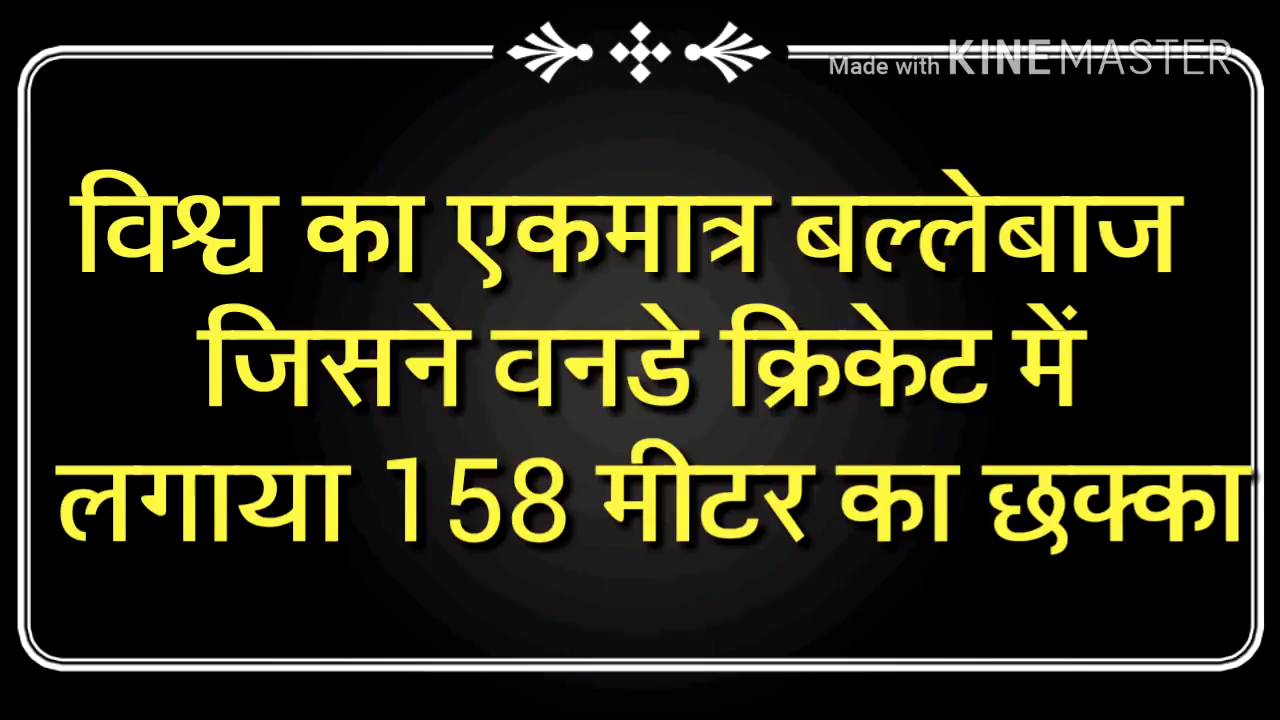 Made with KINEMASTER
विश्व का एकमात्र बल्लेबाज
जिसने वनडे क्रिकेट में
लगाया 158 मीटर का छक्का